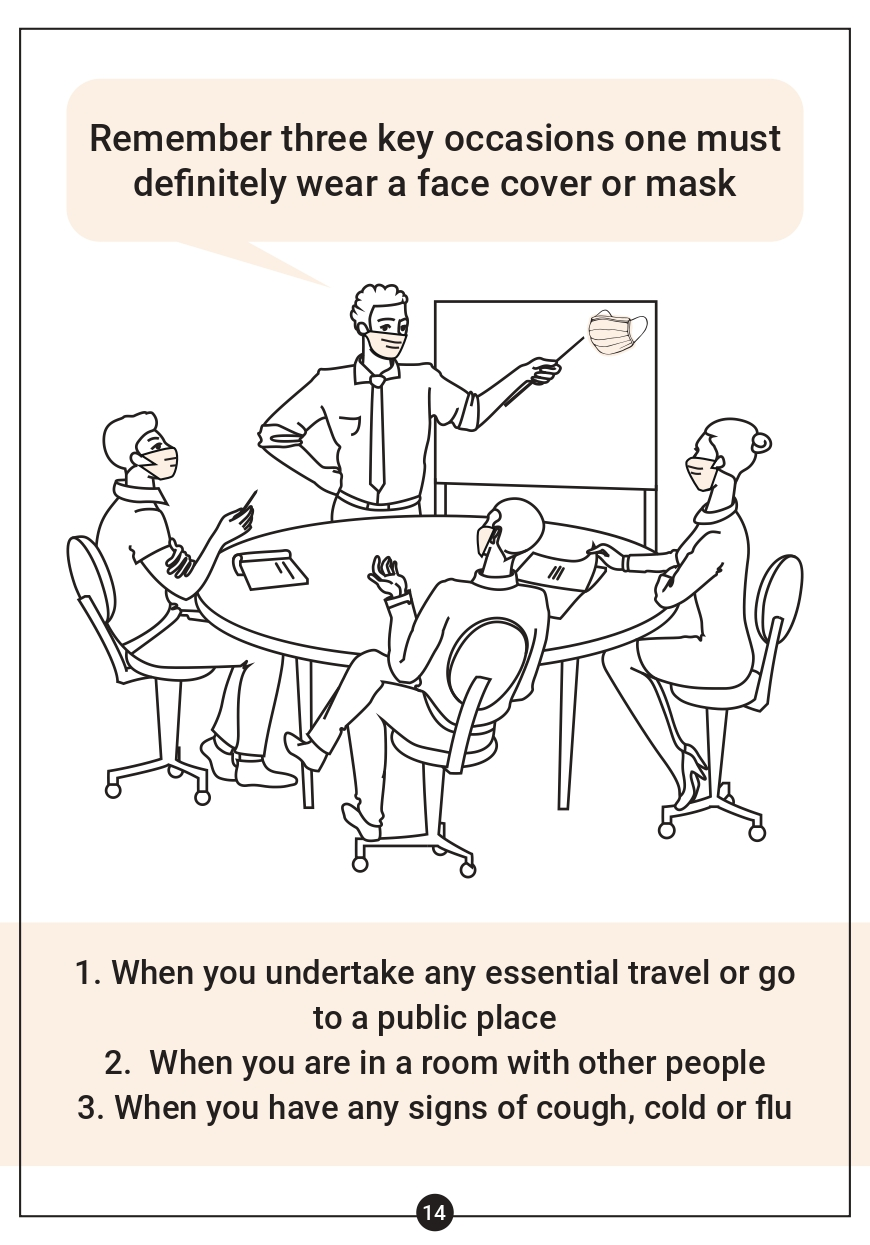 Remember three key occasions one must
definitely wear a face cover or mask
1. When you undertake any essential travel or go
to a public place
2. When you are in a room with other people
3. When you have any signs of cough, cold or flu
14